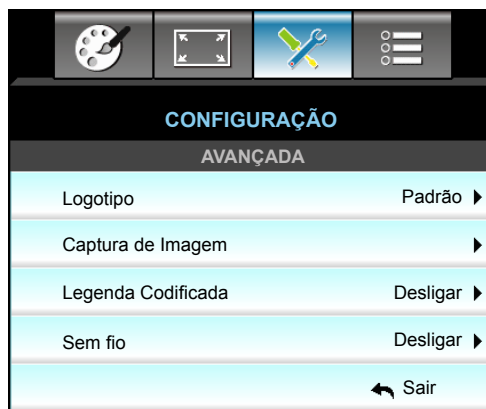 CONFIGURAÇÃO
AVANÇADA
Logotipo Padrão
Captura de Imagem
Legenda Codificada Desligar
Sem fio Desligar
Sair